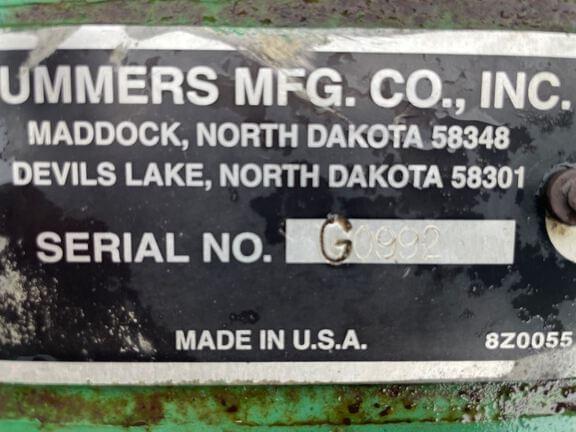 UMMERS MFG. CO., INC.
MADDOCK, NORTH DAKOTA 58348
DEVILS LAKE, NORTH DAKOTA 58301
SERIAL NO. G0992
MADE IN U.S.A. 8Z0055